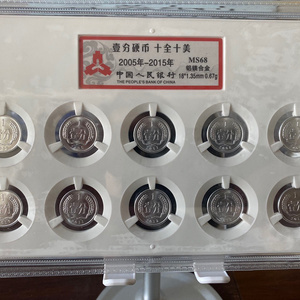 壹分硬币 十全十美
2005年-2015年
MS68
铝镁合金
中国人民银行
18*1.35mm 0.67g
THE PEOPLE'S BANK OF CHINA